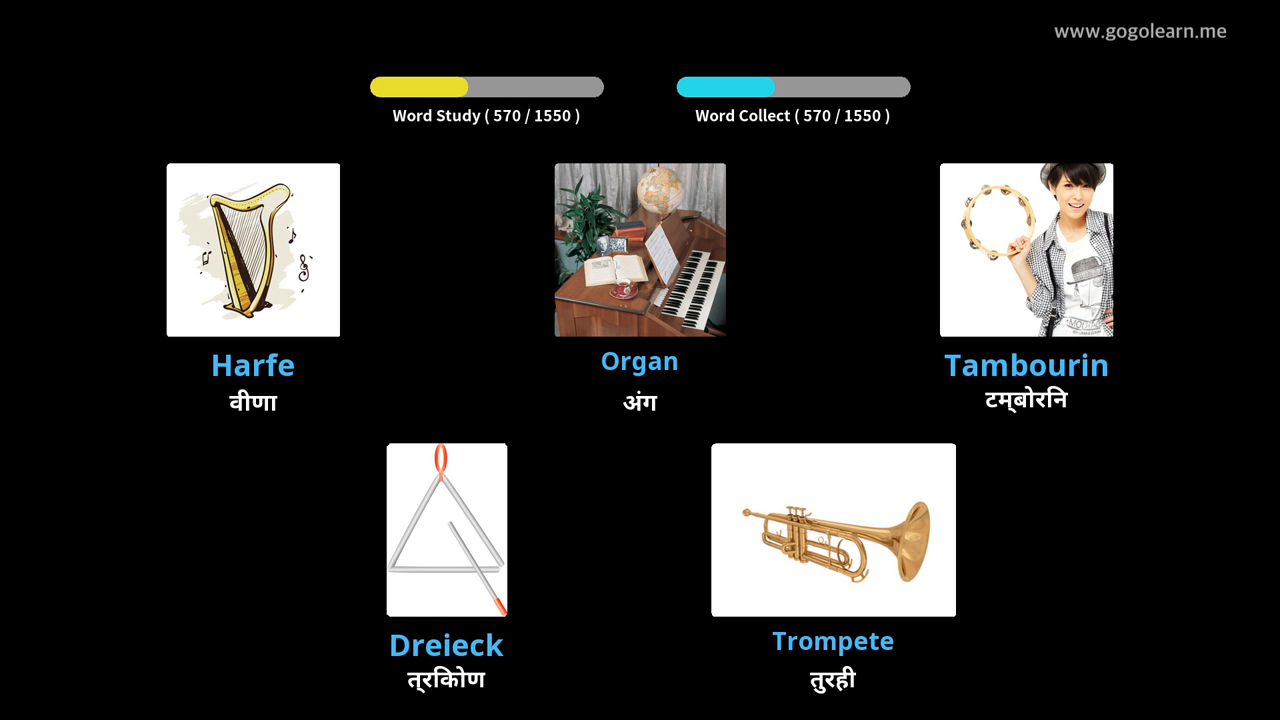 www.gogolearn.me
Word Study ( 570 / 1550 )
Word Collect ( 570 / 1550 )
Harfe
वीणा
Organ
अंग
Tambourin
टम्बोरनि
Dreieck
त्रकिोण
Trompete
तुरही